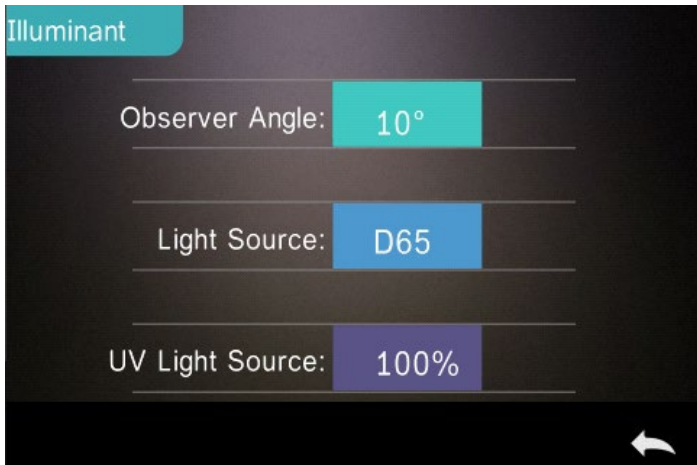 Illuminant
Observer Angle: 10°
Light Source: D65
UV Light Source: 100%